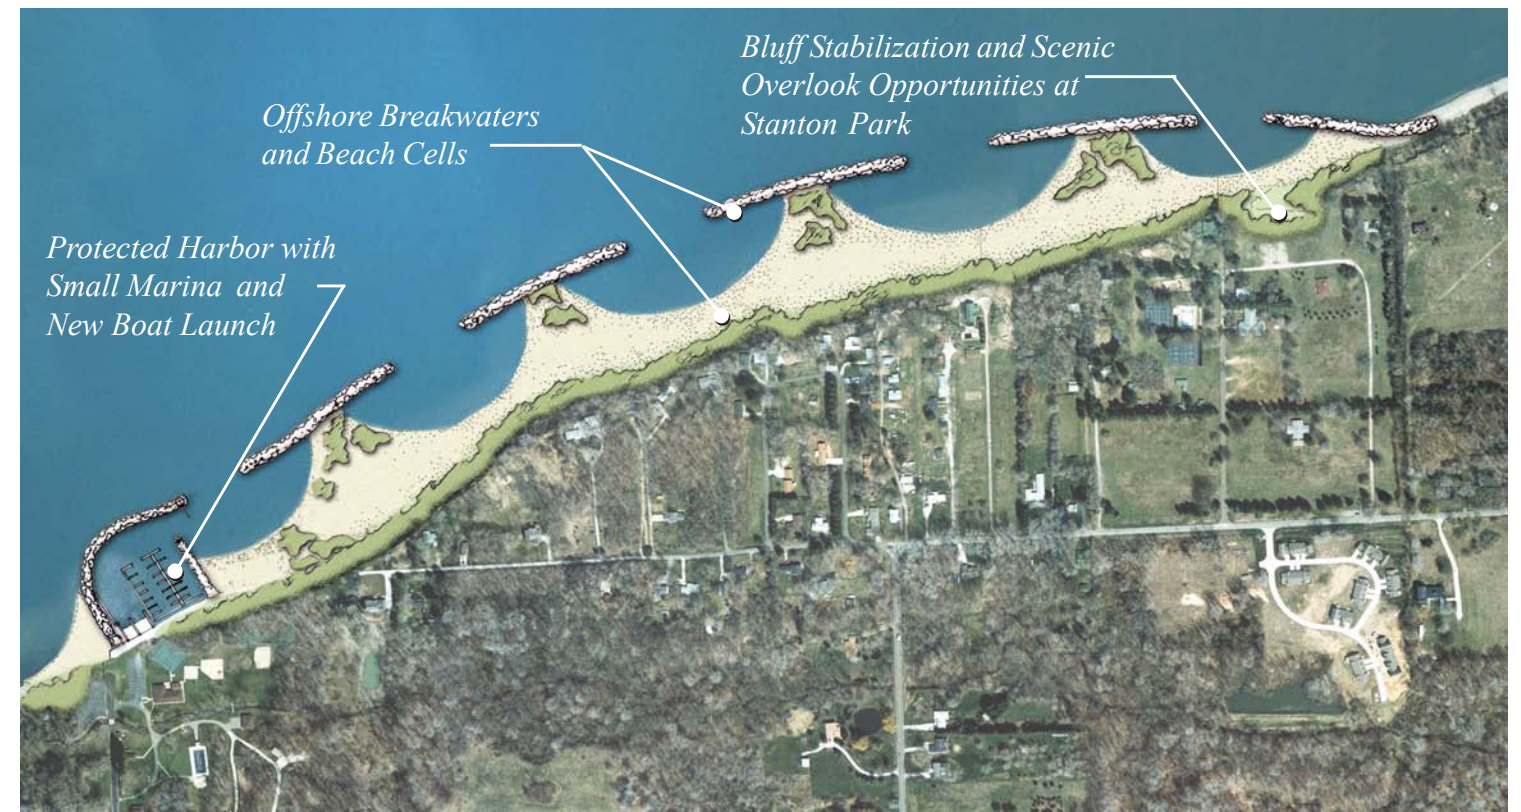 Bluff Stabilization and Scenic
Overlook Opportunities at
Stanton Park
Offshore Breakwaters
and Beach Cells
Protected Harbor with
Small Marina and
New Boat Launch